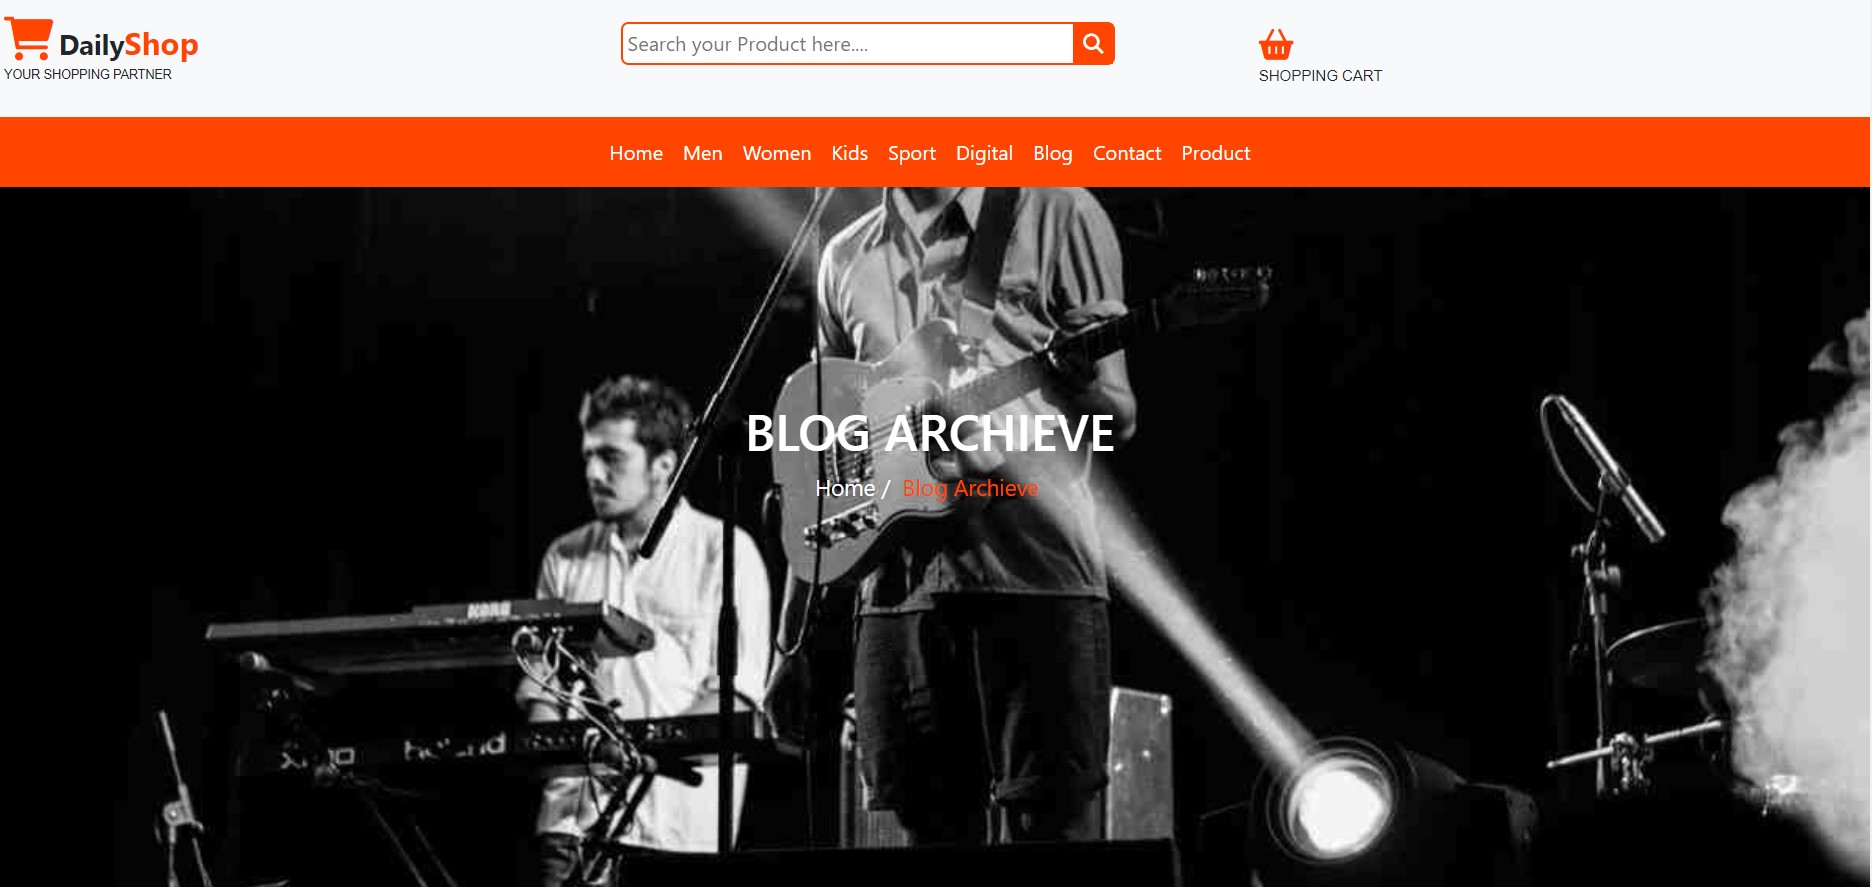 DailyShop
YOUR SHOPPING PARTNER
Search your Product here....
SHOPPING CART
Home Men Women Kids Sport Digital Blog Contact Product
BLOG ARCHIEVE
Home / Blog Archieve
KORG